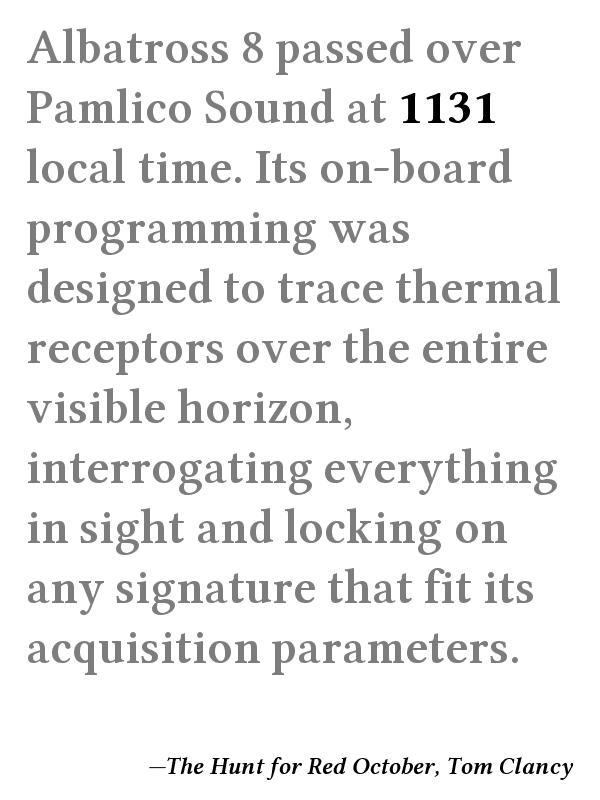 Albatross 8 passed over
Pamlico Sound at 1131
local time. Its on-board
programming was
designed to trace thermal
receptors over the entire
visible horizon,
interrogating everything
in sight and locking on
any signature that fit its
acquisition parameters.
—The Hunt for Red October, Tom Clancy